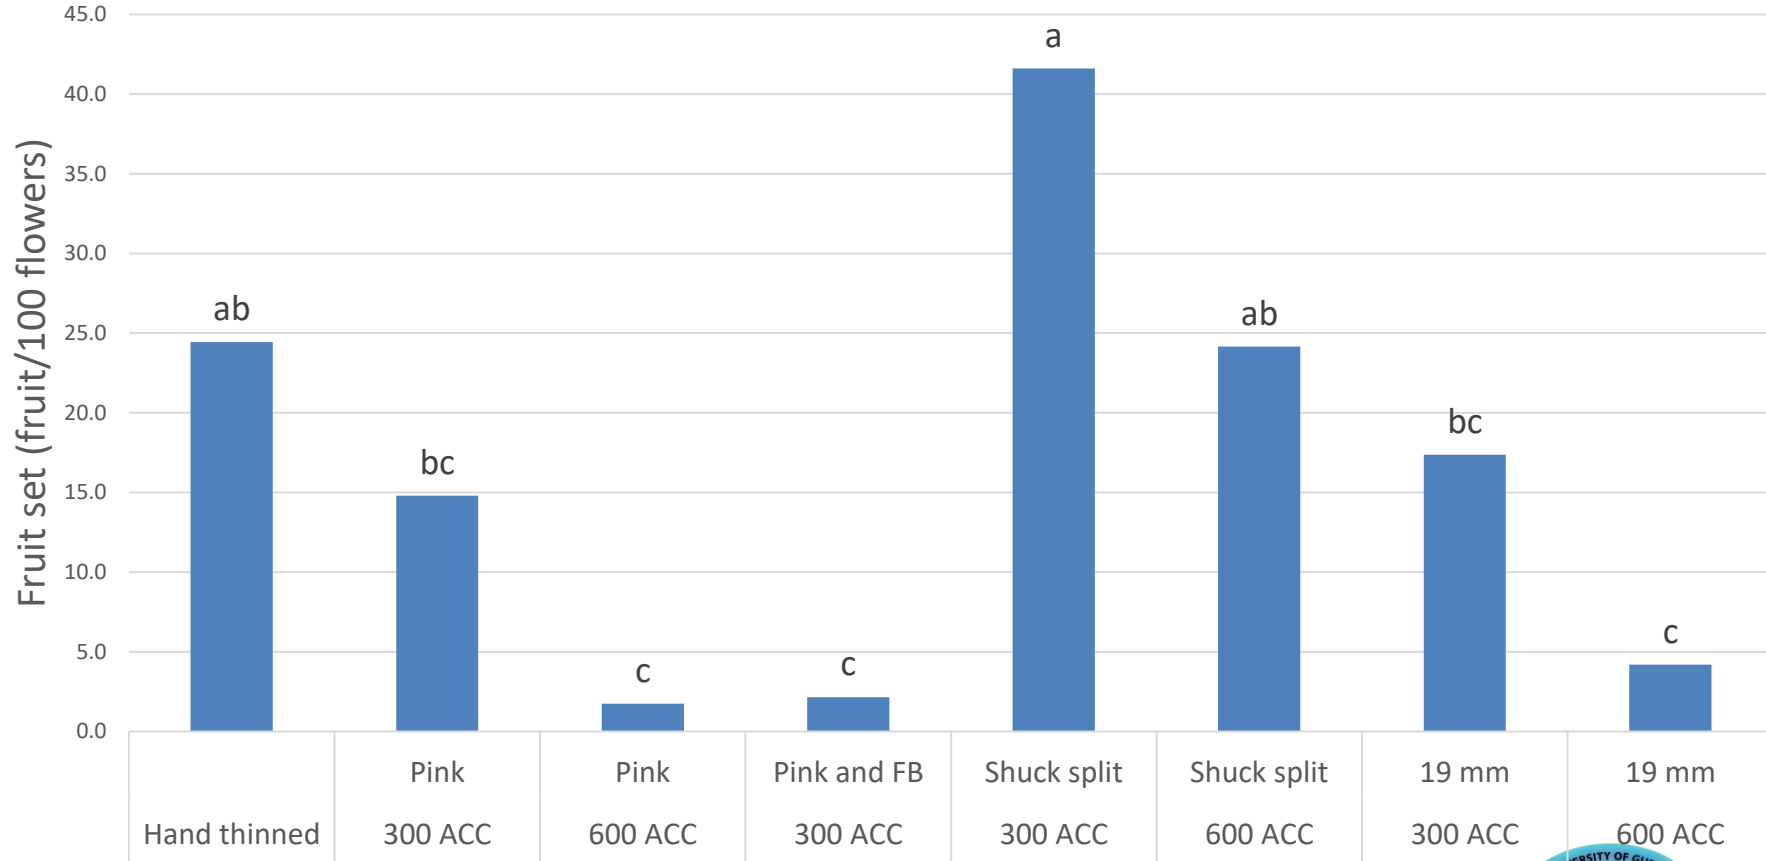 Fruit set (fruit/100 flowers)
45.0
40.0
35.0
30.0
25.0
20.0
15.0
10.0
5.0
0.0
ab
bc
c
c
a
ab
bc
c
Pink Pink Pink and FB Shuck split Shuck split 19 mm 19 mm
Hand thinned 300 ACC 600 ACC 300 ACC 300 ACC 600 ACC 300 ACC 600 ACC